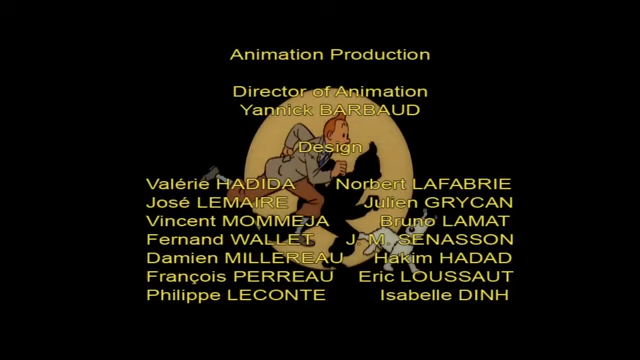 Animation Production
Director of Animation
Yannick BARBAUD
Design
Valérie HADIDA Norbert LAFABRIE
José LEMAIRE Julien GRYCAN
Vincent MOMMEJA Bruno LAMAT
Fernand WALLET J. M. SENASSON
Damien MILLEREAU Hakim HADAD
François PERREAU Eric LOUSSAUT
Philippe LECONTE Isabelle DINH